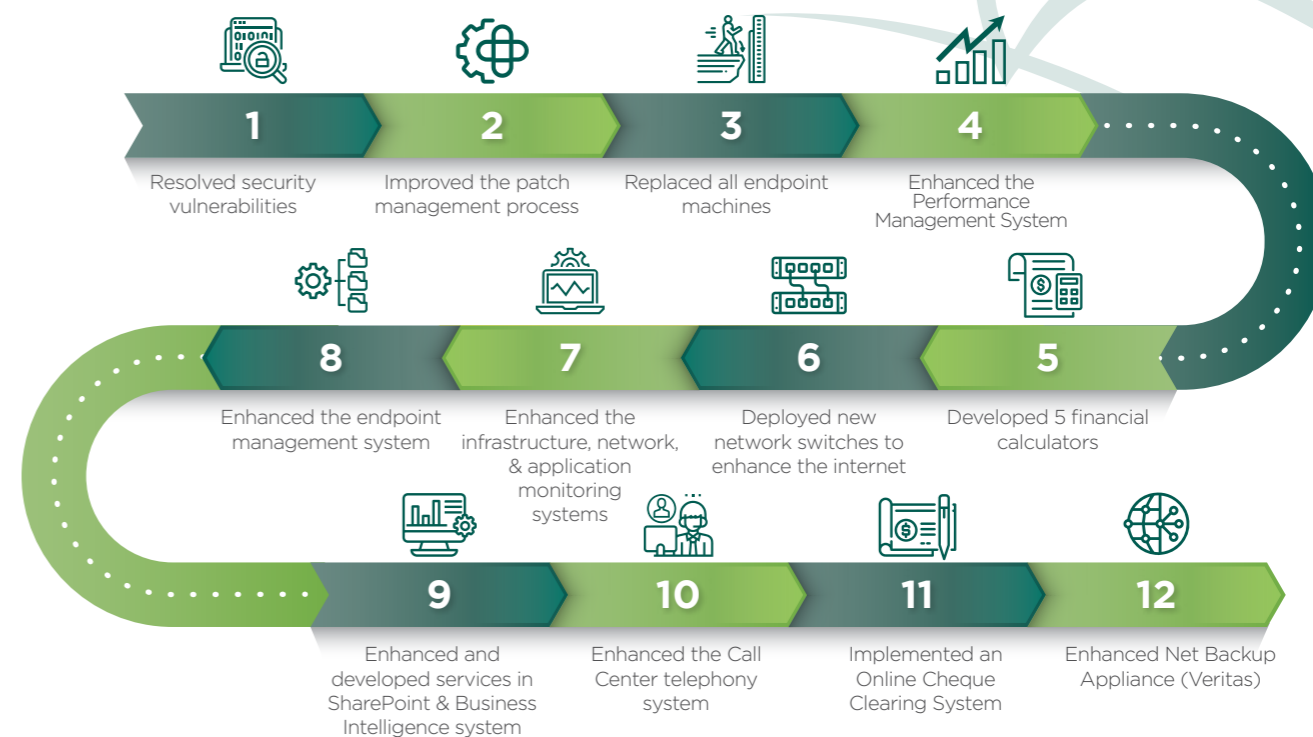 1
Resolved security
vulnerabilities
2
Improved the patch
management process
3
Replaced all endpoint
machines
4
Enhanced the
Performance
Management System
5
Developed 5 financial
calculators
6
Deployed new
network switches to
enhance the internet
7
Enhanced the
infrastructure, network,
& application
monitoring
systems
8
Enhanced the endpoint
management system
9
Enhanced and
developed services in
SharePoint & Business
Intelligence system
10
Enhanced the Call
Center telephony
system
11
Implemented an
Online Cheque
Clearing System
12
Enhanced Net Backup
Appliance (Veritas)